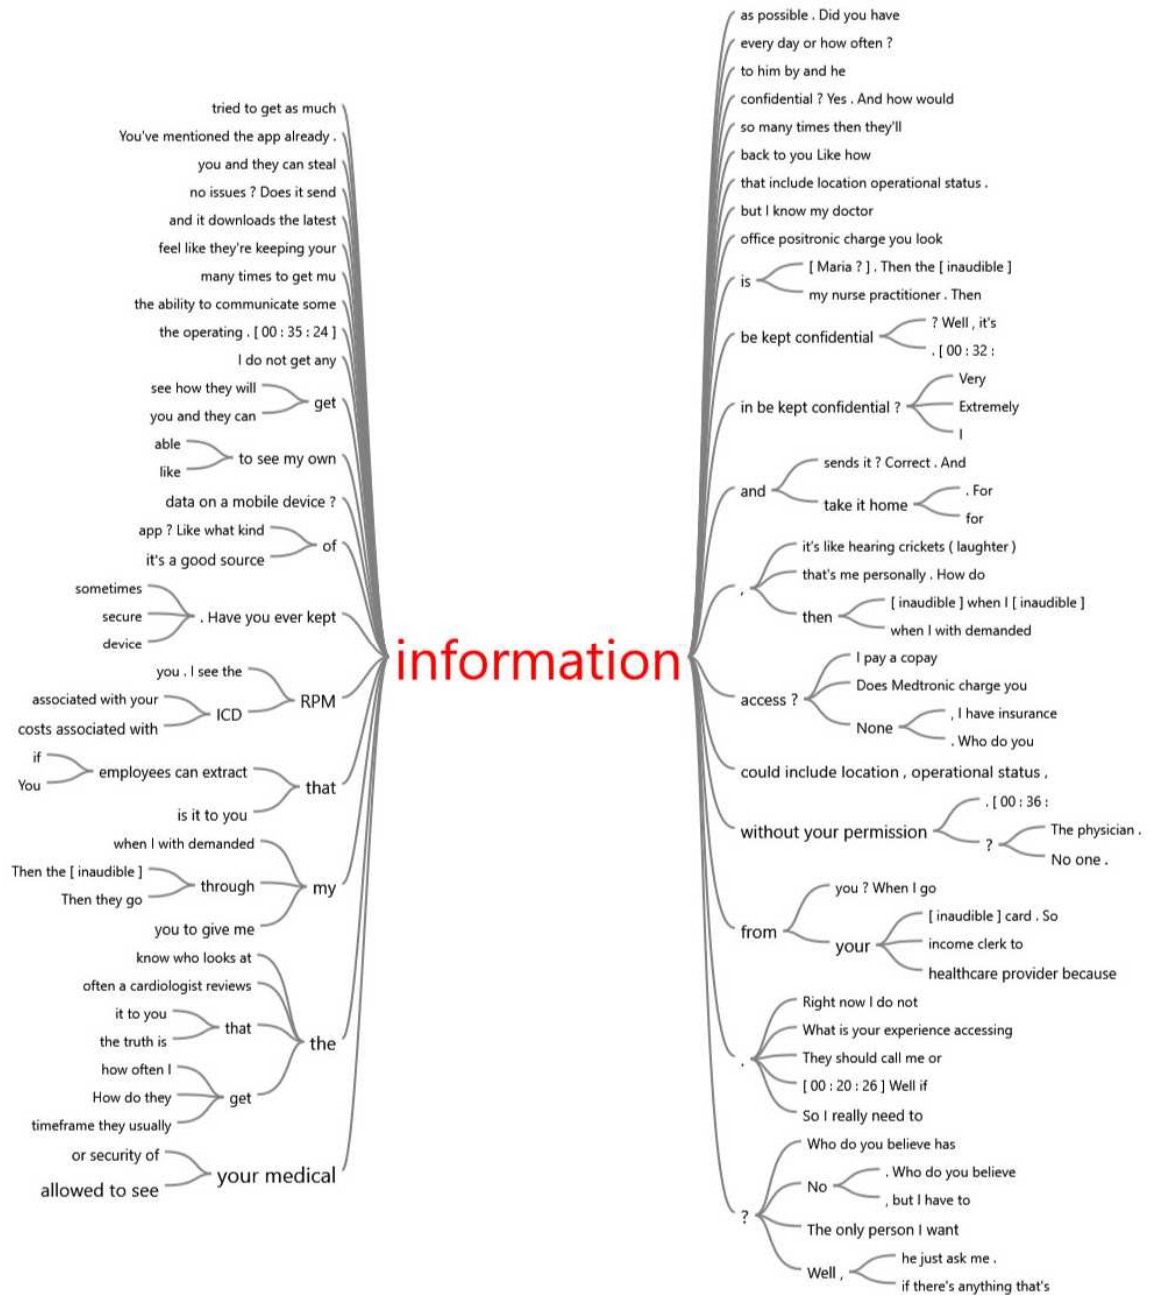 tried to get as much
You've mentioned the app already .
you and they can steal
no issues ? Does it send
and it downloads the latest
feel like they're keeping your
many times to get mu
the ability to communicate some
the operating . [ 00 : 35 : 24 ]
I do not get any
see how they will
you and they can
get
able
like
to see my own
data on a mobile device ?
app ? Like what kind
it's a good source
of
sometimes
secure
device
. Have you ever kept
you . I see the
associated with your
costs associated with
ICD
RPM
if
You
employees can extract
is it to you
that
when I with demanded
Then the [ inaudible ]
Then they go
through
you to give me
my
know who looks at
often a cardiologist reviews
it to you
the truth is
that
how often I
How do they
timeframe they usually
get
the
or security of
allowed to see
your medical
information
as possible . Did you have
every day or how often ?
to him by and he
confidential ? Yes . And how would
so many times then they'll
back to you Like how
that include location operational status .
but I know my doctor
office positronic charge you look
is
[ Maria ? ] . Then the [ inaudible ]
my nurse practitioner . Then
be kept confidential
? Well , it's
. [ 00 : 32 :
in be kept confidential ?
Very
Extremely
I
and
sends it ? Correct . And
take it home
. For
for
,
it's like hearing crickets ( laughter )
that's me personally . How do
then
[ inaudible ] when I [ inaudible ]
when I with demanded
access ?
I pay a copay
Does Medtronic charge you
None
, I have insurance
. Who do you
could include location , operational status ,
without your permission
. [ 00 : 36 :
?
The physician .
No one .
from
you ? When I go
your
[ inaudible ] card . So
income clerk to
healthcare provider because
.
Right now I do not
What is your experience accessing
They should call me or
[ 00 : 20 : 26 ] Well if
So I really need to
?
Who do you believe has
No
. Who do you believe
, but I have to
The only person I want
Well ,
he just ask me .
if there's anything that's